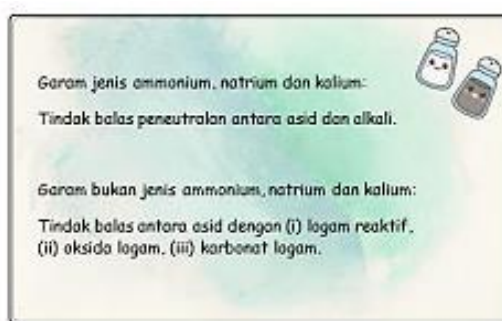 Garam jenis ammonium, natrium dan kalium:
Tindak balas peneutralan antara asid dan alkali.
Garam bukan jenis ammonium, natrium dan kalium:
Tindak balas antara asid dengan (i) logam reaktif,
(ii) oksida logam, (iii) karbonat logam.